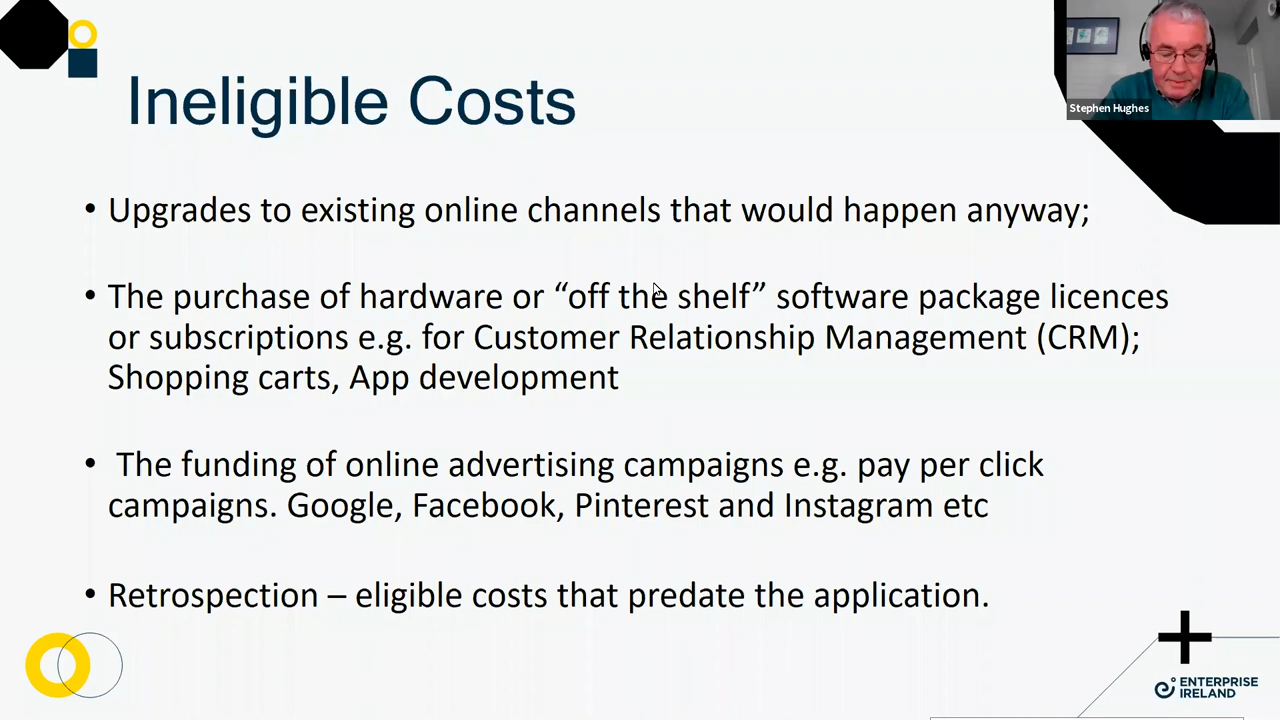 Ineligible Costs
Stephen Hughes
• Upgrades to existing online channels that would happen anyway;
• The purchase of hardware or “off the shelf” software package licences
or subscriptions e.g. for Customer Relationship Management (CRM);
Shopping carts, App development
• The funding of online advertising campaigns e.g. pay per click
campaigns. Google, Facebook, Pinterest and Instagram etc
• Retrospection – eligible costs that predate the application.
ENTERPRISE
IRELAND